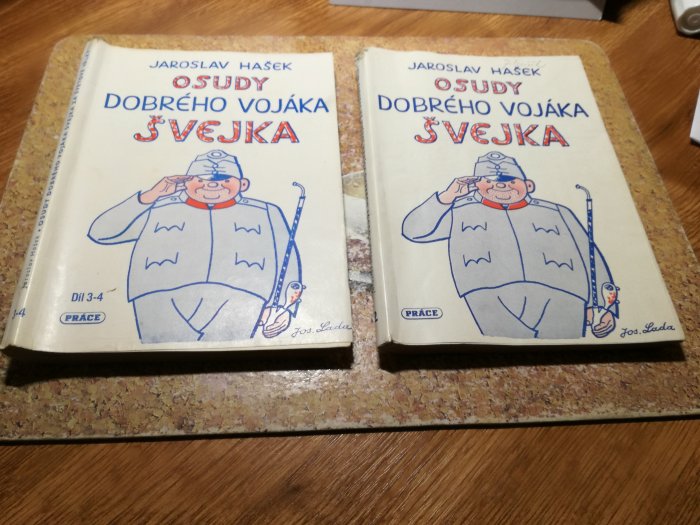 JAROSLAV HAŠEK
OSUDY
DOBRÉHO VOJÁKA
ŠVEJKA
Díl 3-4
PRÁCE
Jos. Lada
JAROSLAV HAŠEK
OSUDY
DOBRÉHO VOJÁKA
ŠVEJKA
PRÁCE
Jos. Lada